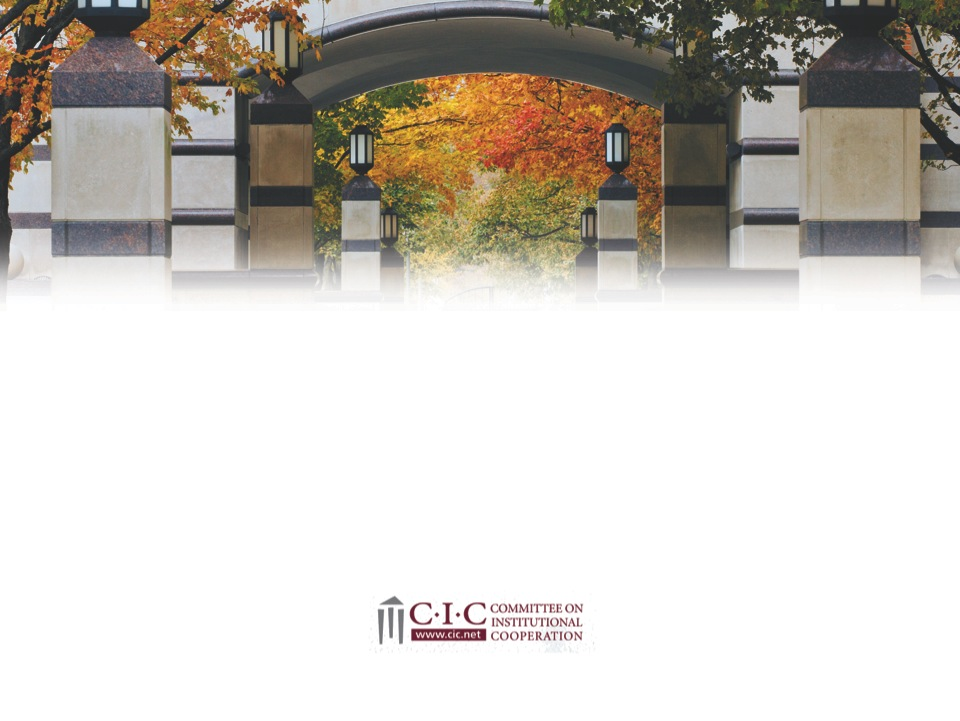 C·I·C
www.cic.net
COMMITTEE ON
INSTITUTIONAL
COOPERATION